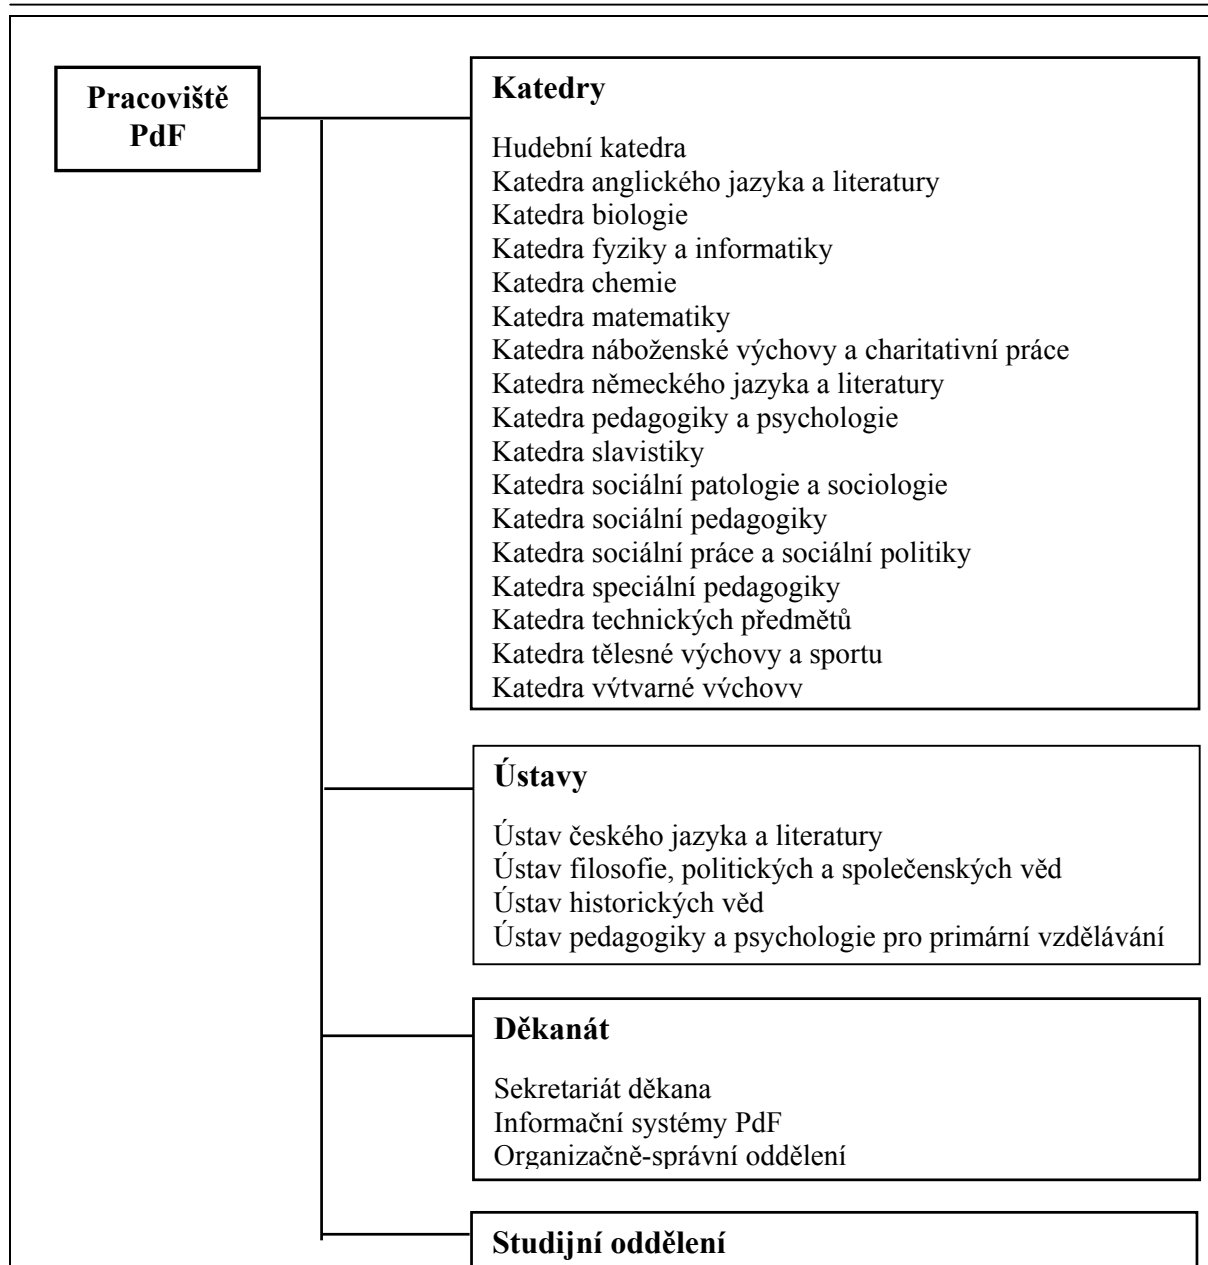 Pracoviště
PdF
Katedry
Hudební katedra
Katedra anglického jazyka a literatury
Katedra biologie
Katedra fyziky a informatiky
Katedra chemie
Katedra matematiky
Katedra náboženské výchovy a charitativní práce
Katedra německého jazyka a literatury
Katedra pedagogiky a psychologie
Katedra slavistiky
Katedra sociální patologie a sociologie
Katedra sociální pedagogiky
Katedra sociální práce a sociální politiky
Katedra speciální pedagogiky
Katedra technických předmětů
Katedra tělesné výchovy a sportu
Katedra výtvarné výchovy
Ústavy
Ústav českého jazyka a literatury
Ústav filosofie, politických a společenských věd
Ústav historických věd
Ústav pedagogiky a psychologie pro primární vzdělávání
Děkanát
Sekretariát děkana
Informační systémy PdF
Organizačně-správní oddělení
Studijní oddělení